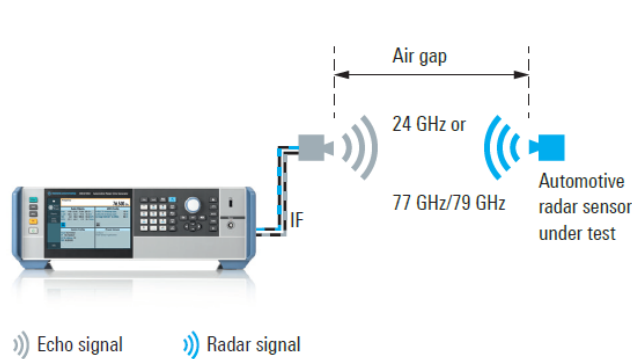 Air gap
24 GHz or
77 GHz/79 GHz
Automotive
radar sensor
under test
IF
Echo signal
Radar signal